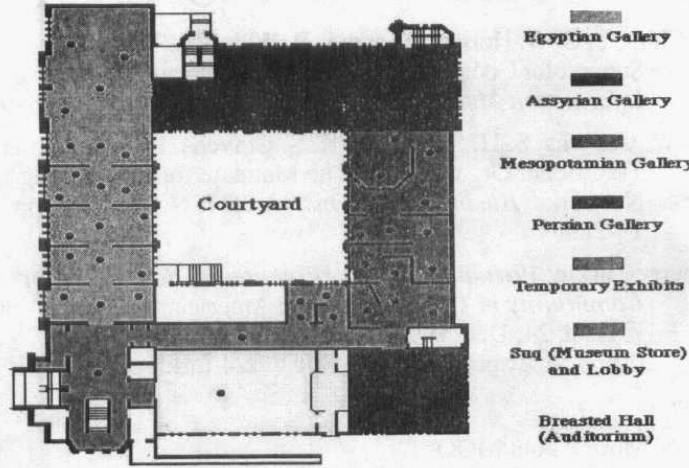 Egyptian Gallery
Assyrian Gallery
Mesopotamian Gallery
Persian Gallery
Temporary Exhibits
Suq (Museum Store)
and Lobby
Breasted Hall
(Auditorium)
Courtyard